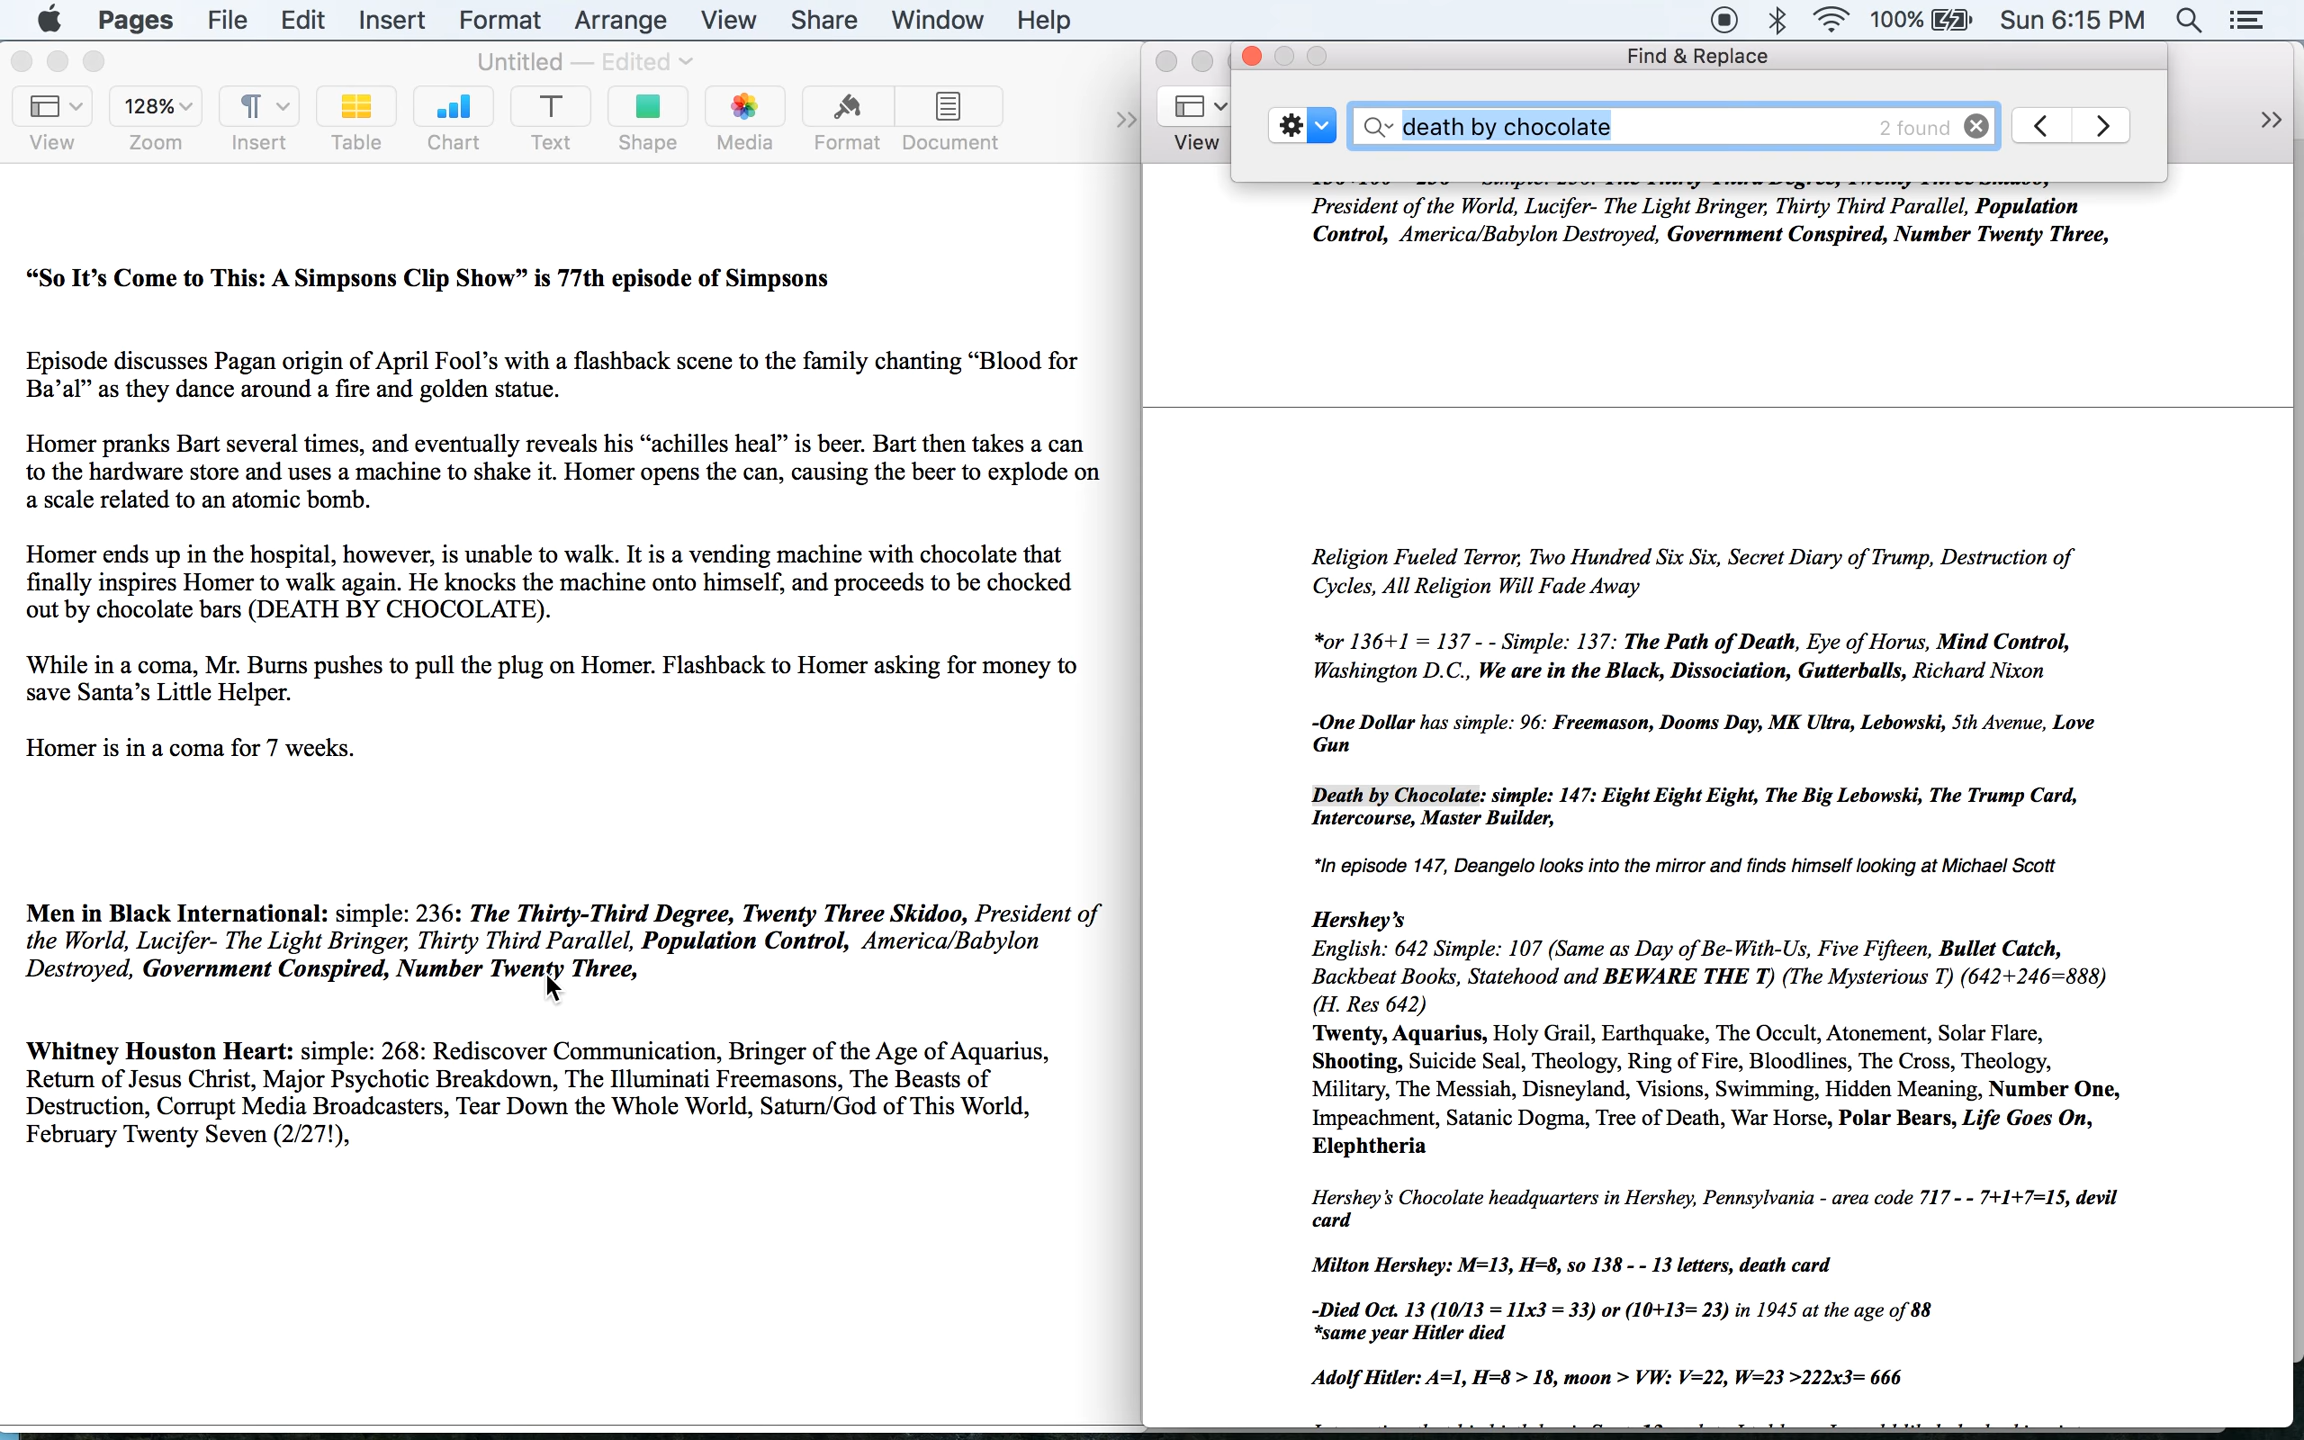 Pages File Edit Insert Format Arrange View Share Window Help 100% Sun 6:15 PM
Untitled — Edited
128%
View Zoom Insert Table Chart Text Shape Media Format Document
“So It’s Come to This: A Simpsons Clip Show” is 77th episode of Simpsons
Episode discusses Pagan origin of April Fool’s with a flashback scene to the family chanting “Blood for
Ba’al” as they dance around a fire and golden statue.
Homer pranks Bart several times, and eventually reveals his “achilles heal” is beer. Bart then takes a can
to the hardware store and uses a machine to shake it. Homer opens the can, causing the beer to explode on
a scale related to an atomic bomb.
Homer ends up in the hospital, however, is unable to walk. It is a vending machine with chocolate that
finally inspires Homer to walk again. He knocks the machine onto himself, and proceeds to be chocked
out by chocolate bars (DEATH BY CHOCOLATE).
While in a coma, Mr. Burns pushes to pull the plug on Homer. Flashback to Homer asking for money to
save Santa’s Little Helper.
Homer is in a coma for 7 weeks.
Men in Black International: simple: 236: The Thirty-Third Degree, Twenty Three Skidoo, President of
the World, Lucifer- The Light Bringer, Thirty Third Parallel, Population Control, America/Babylon
Destroyed, Government Conspired, Number Twenty Three,
Whitney Houston Heart: simple: 268: Rediscover Communication, Bringer of the Age of Aquarius,
Return of Jesus Christ, Major Psychotic Breakdown, The Illuminati Freemasons, The Beasts of
Destruction, Corrupt Media Broadcasters, Tear Down the Whole World, Saturn/God of This World,
February Twenty Seven (2/27!),
Find & Replace
death by chocolate 2 found
View
President of the World, Lucifer- The Light Bringer, Thirty Third Parallel, Population
Control, America/Babylon Destroyed, Government Conspired, Number Twenty Three,
Religion Fueled Terror, Two Hundred Six Six, Secret Diary of Trump, Destruction of
Cycles, All Religion Will Fade Away
*or 136+1 = 137 - - Simple: 137: The Path of Death, Eye of Horus, Mind Control,
Washington D.C., We are in the Black, Dissociation, Gutterballs, Richard Nixon
-One Dollar has simple: 96: Freemason, Dooms Day, MK Ultra, Lebowski, 5th Avenue, Love
Gun
Death by Chocolate: simple: 147: Eight Eight Eight, The Big Lebowski, The Trump Card,
Intercourse, Master Builder,
*In episode 147, Deangelo looks into the mirror and finds himself looking at Michael Scott
Hershey’s
English: 642 Simple: 107 (Same as Day of Be-With-Us, Five Fifteen, Bullet Catch,
Backbeat Books, Statehood and BEWARE THE T) (The Mysterious T) (642+246=888)
(H. Res 642)
Twenty, Aquarius, Holy Grail, Earthquake, The Occult, Atonement, Solar Flare,
Shooting, Suicide Seal, Theology, Ring of Fire, Bloodlines, The Cross, Theology,
Military, The Messiah, Disneyland, Visions, Swimming, Hidden Meaning, Number One,
Impeachment, Satanic Dogma, Tree of Death, War Horse, Polar Bears, Life Goes On,
Elephtheria
Hershey’s Chocolate headquarters in Hershey, Pennsylvania - area code 717 - - 7+1+7=15, devil
card
Milton Hershey: M=13, H=8, so 138 - - 13 letters, death card
-Died Oct. 13 (10/13 = 11x3 = 33) or (10+13= 23) in 1945 at the age of 88
*same year Hitler died
Adolf Hitler: A=1, H=8 > 18, moon > VW: V=22, W=23 >222x3= 666